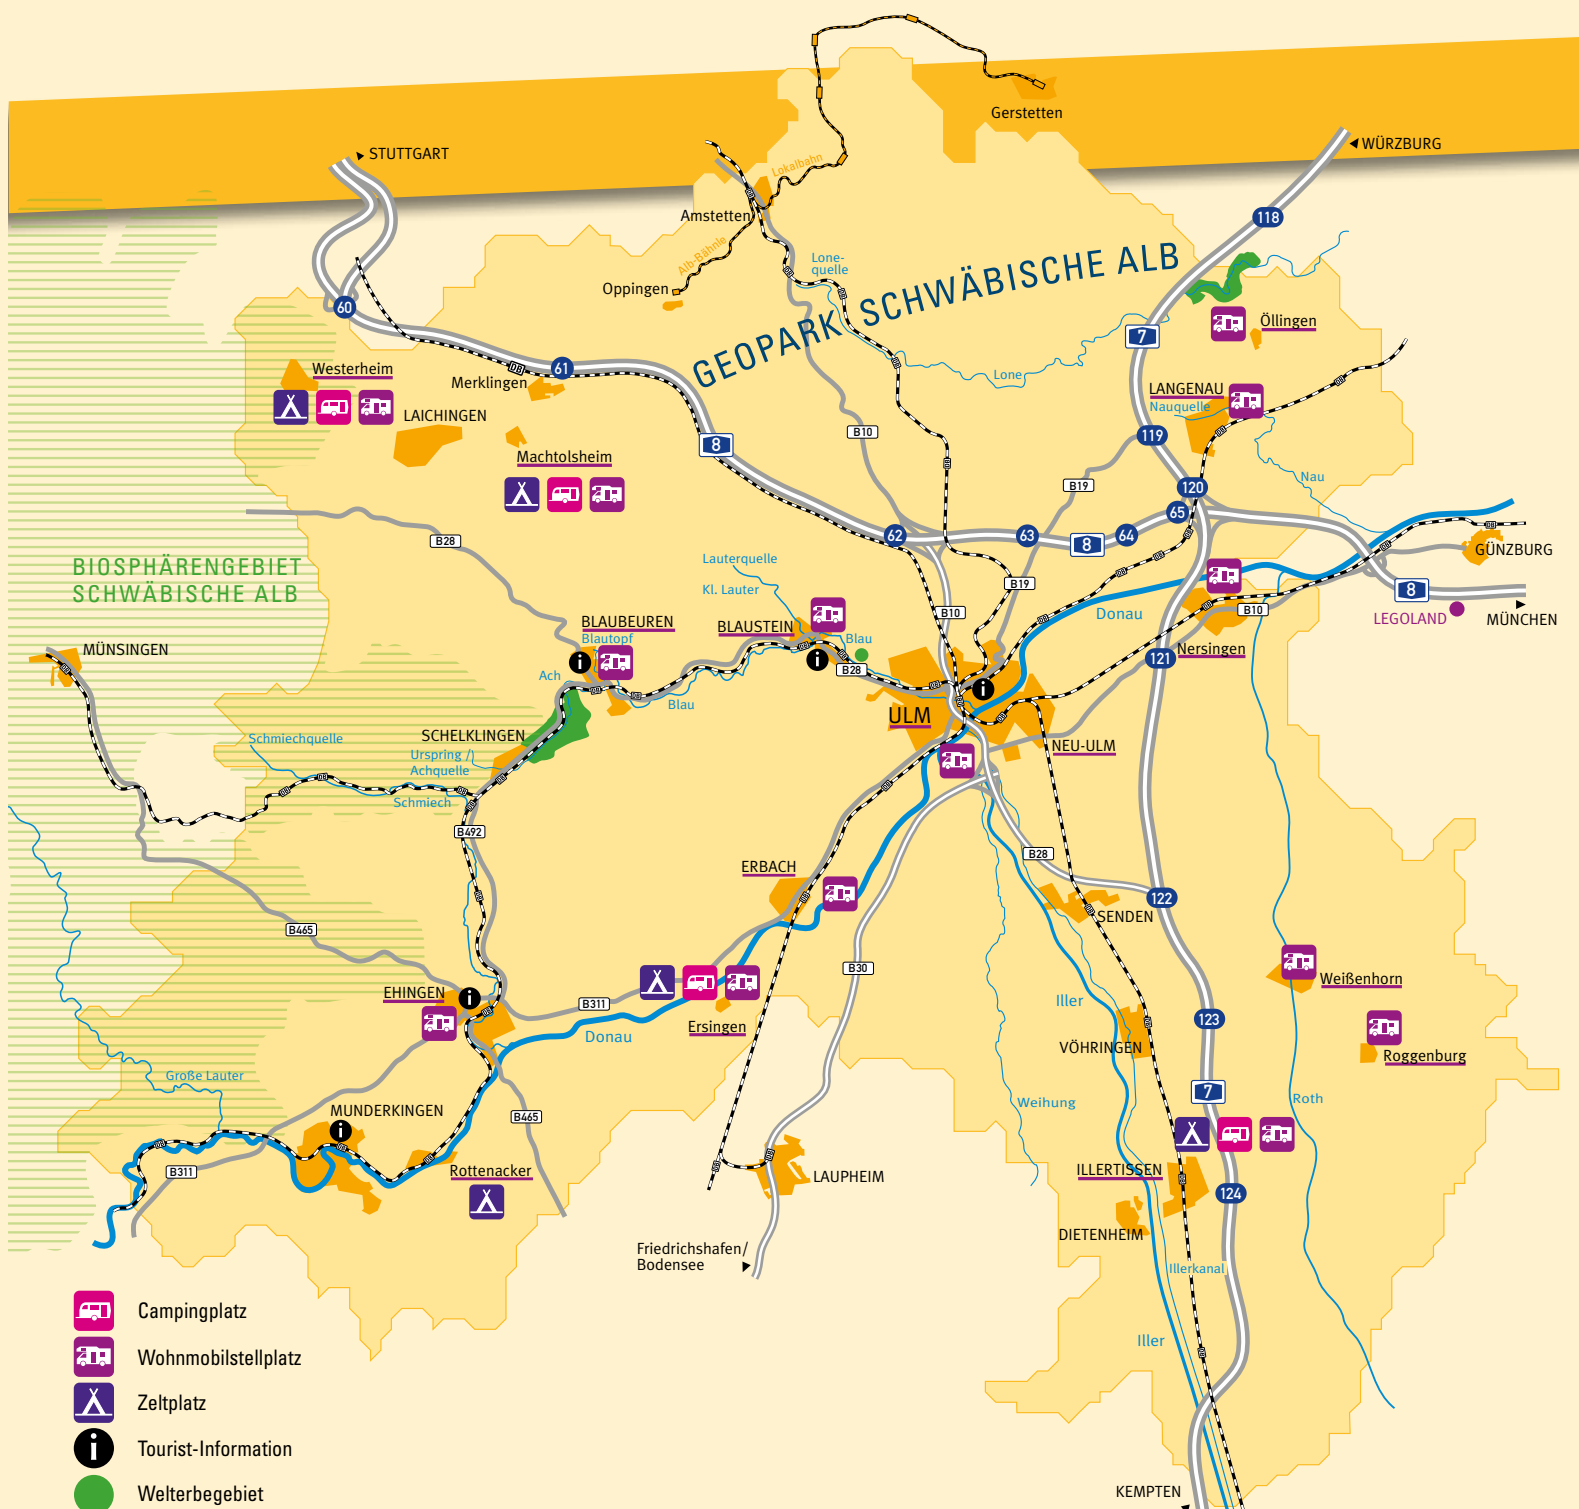 Gerstetten
STUTTGART
WÜRZBURG
Lokalbahn
Amstetten
118
Alb-Bähnle
Lone-
quelle
Oppingen
GEOPARK SCHWÄBISCHE ALB
60
7
Öllingen
Westerheim
61
Merklingen
Lone
LAICHINGEN
LANGENAU
Nauquelle
B10
8
119
Machtolsheim
Nau
B19
120
65
62
63
8
64
B28
GÜNZBURG
BIOSPHÄRENGEBIET
SCHWÄBISCHE ALB
Lauterquelle
Kl. Lauter
B19
B10
Donau
B10
8
LEGOLAND
MÜNCHEN
BLAUBEUREN
Blautopf
BLAUSTEIN
Blau
MÜNSINGEN
Nersingen
121
B28
Ach
Blau
ULM
NEU-ULM
SCHELKLINGEN
Schmiechquelle
Urspring /
Achquelle
Schmiech
B492
B28
ERBACH
122
SENDEN
B465
B30
Weißenhorn
EHINGEN
B311
Iller
Ersingen
123
Donau
VÖHRINGEN
Roggenburg
Große Lauter
7
Roth
Weihung
MUNDERKINGEN
B465
B311
Rottenacker
LAUPHEIM
ILLERTISSEN
124
DIETENHEIM
Friedrichshafen/
Bodensee
Illerkanal
Iller
Campingplatz
Wohnmobilstellplatz
Zeltplatz
Tourist-Information
Welterbegebiet
KEMPTEN